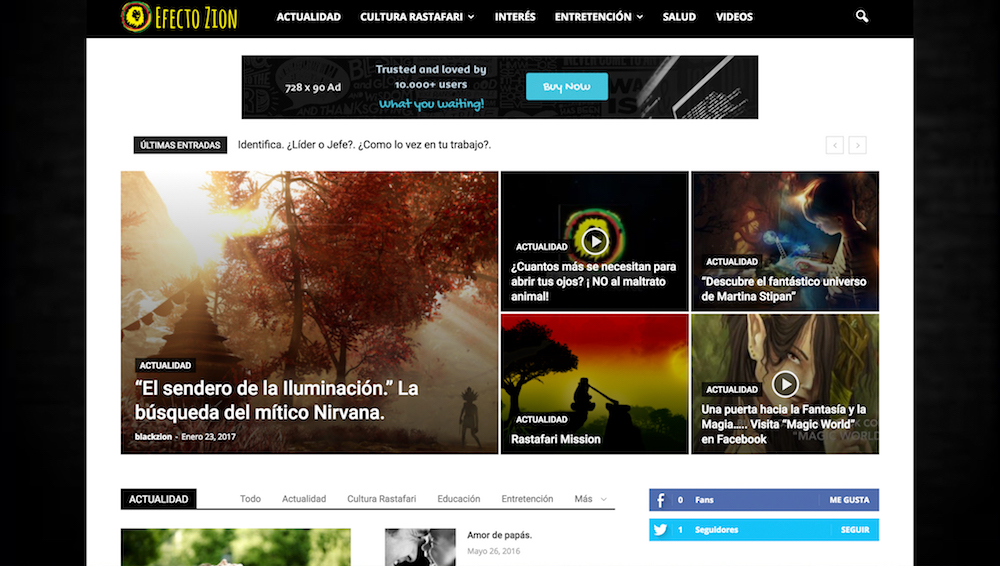 Efecto Zion
ACTUALIDAD CULTURA RASTAFARI INTERÉS ENTRETENCIÓN SALUD VIDEOS
728 x 90 Ad
Trusted and loved by
10.000+ users
What you waiting!
Buy Now
ÚLTIMAS ENTRADAS Identifica. ¿Líder o Jefe?. ¿Como lo vez en tu trabajo?.
ACTUALIDAD
“El sendero de la Iluminación.” La
búsqueda del mítico Nirvana.
blackzion - Enero 23, 2017
ACTUALIDAD
¿Cuantos más se necesitan para
abrir tus ojos? ¡ NO al maltrato
animal!
ACTUALIDAD
“Descubre el fantástico universo
de Martina Stipan”
ACTUALIDAD
Rastafari Mission
ACTUALIDAD
Una puerta hacia la Fantasía y la
Magia….. Visita “Magic World”
en Facebook
"MAGIC WORLD
ACTUALIDAD Todo Actualidad Cultura Rastafari Educación Entretención Más
0 Fans ME GUSTA
1 Seguidores SEGUIR
Amor de papás.
Mayo 26, 2016